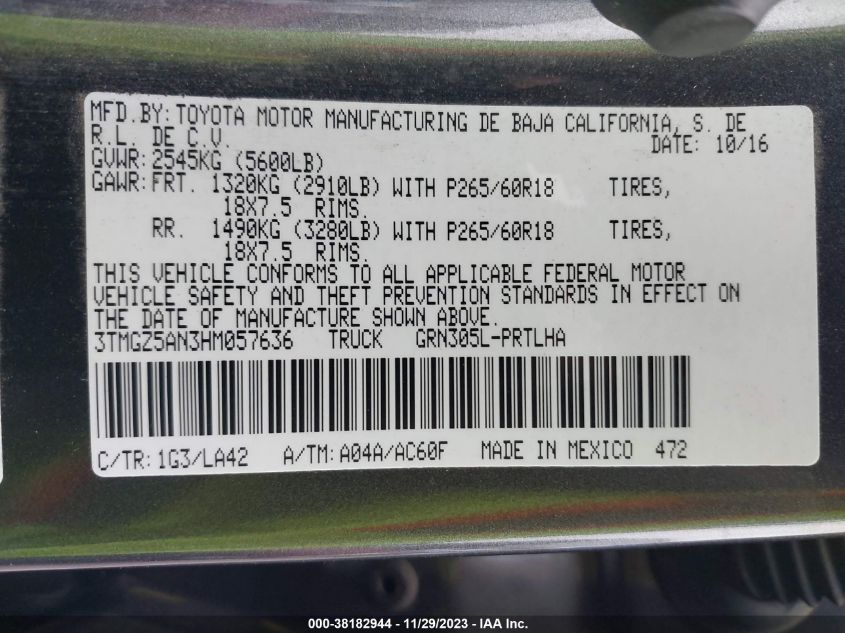 MFD.BY: TOYOTA MOTOR MANUFACTURING DE BAJA CALIFORNIA, S. DE
R.L. DE C.V. DATE: 10/16
GVWR: 2545KG (5600LB)
GAWR: FRT. 1320KG (2910LB) WITH P265/60R18 TIRES,
18X7.5 RIMS.
RR. 1490KG (3280LB) WITH P265/60R18 TIRES,
18X7.5 RIMS.
THIS VEHICLE CONFORMS TO ALL APPLICABLE FEDERAL MOTOR
VEHICLE SAFETY AND THEFT PREVENTION STANDARDS IN EFFECT ON
THE DATE OF MANUFACTURE SHOWN ABOVE.
3TMGZ5AN3HM057636 TRUCK GRN305L-PRTLHA
C/TR: 1G3/LA42 A/TM: A04A/AC60F MADE IN MEXICO 472
000-38182944 - 11/29/2023 - IAA Inc.